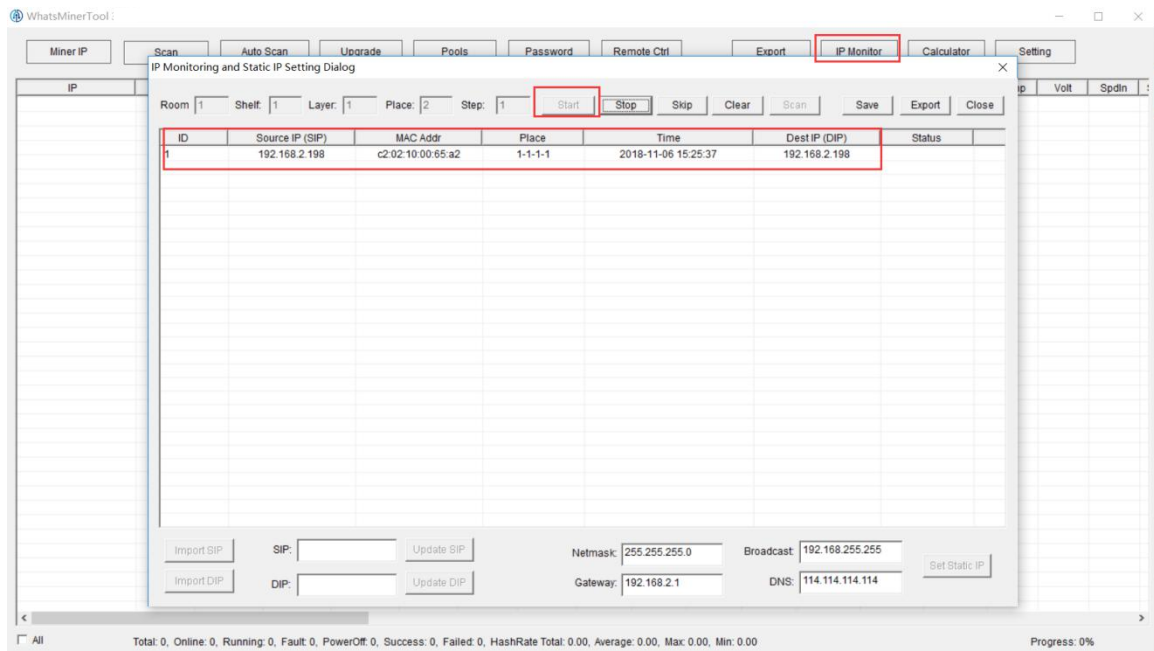 WhatsMinerTool
Miner IP Scan Auto Scan Upgrade Pools Password Remote Ctrl Export IP Monitor Calculator Setting
IP Monitoring and Static IP Setting Dialog
IP Volt SpdIn
Room 1 Shelf: 1 Layer: 1 Place: 2 Step: 1 Start Stop Skip Clear Scan Save Export Close
ID Source IP (SIP) MAC Addr Place Time Dest IP (DIP) Status
1 192.168.2.198 c2:02:10:00:65:a2 1-1-1-1 2018-11-06 15:25:37 192.168.2.198
Import SIP SIP: Update SIP Netmask: 255.255.255.0 Broadcast: 192.168.255.255 Set Static IP
Import DIP DIP: Update DIP Gateway: 192.168.2.1 DNS: 114.114.114.114
All Total: 0, Online: 0, Running: 0, Fault: 0, PowerOff: 0, Success: 0, Failed: 0, HashRate Total: 0.00, Average: 0.00, Max: 0.00, Min: 0.00 Progress: 0%